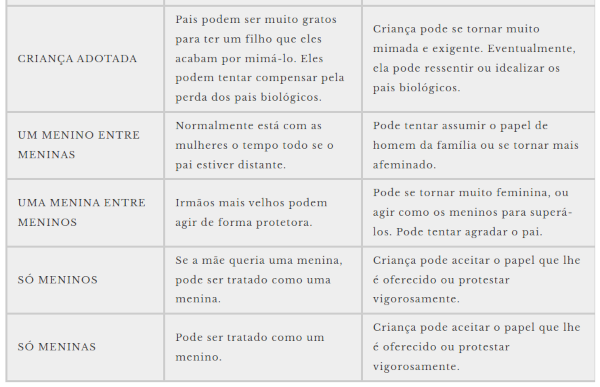 CRIANÇA ADOTADA
Pais podem ser muito gratos
para ter um filho que eles
acabam por mimá-lo. Eles
podem tentar compensar pela
perda dos pais biológicos.
Criança pode se tornar muito
mimada e exigente. Eventualmente,
ela pode ressentir ou idealizar os
pais biológicos.
UM MENINO ENTRE
MENINAS
Normalmente está com as
mulheres o tempo todo se o
pai estiver distante.
Pode tentar assumir o papel de
homem da família ou se tornar mais
afeminado.
UMA MENINA ENTRE
MENINOS
Irmãos mais velhos podem
agir de forma protetora.
Pode se tornar muito feminina, ou
agir como os meninos para superá-
los. Pode tentar agradar o pai.
SÓ MENINOS
Se a mãe queria uma menina,
pode ser tratado como uma
menina.
Criança pode aceitar o papel que lhe
é oferecido ou protestar
vigorosamente.
SÓ MENINAS
Pode ser tratado como um
menino.
Criança pode aceitar o papel que lhe
é oferecido ou protestar
vigorosamente.